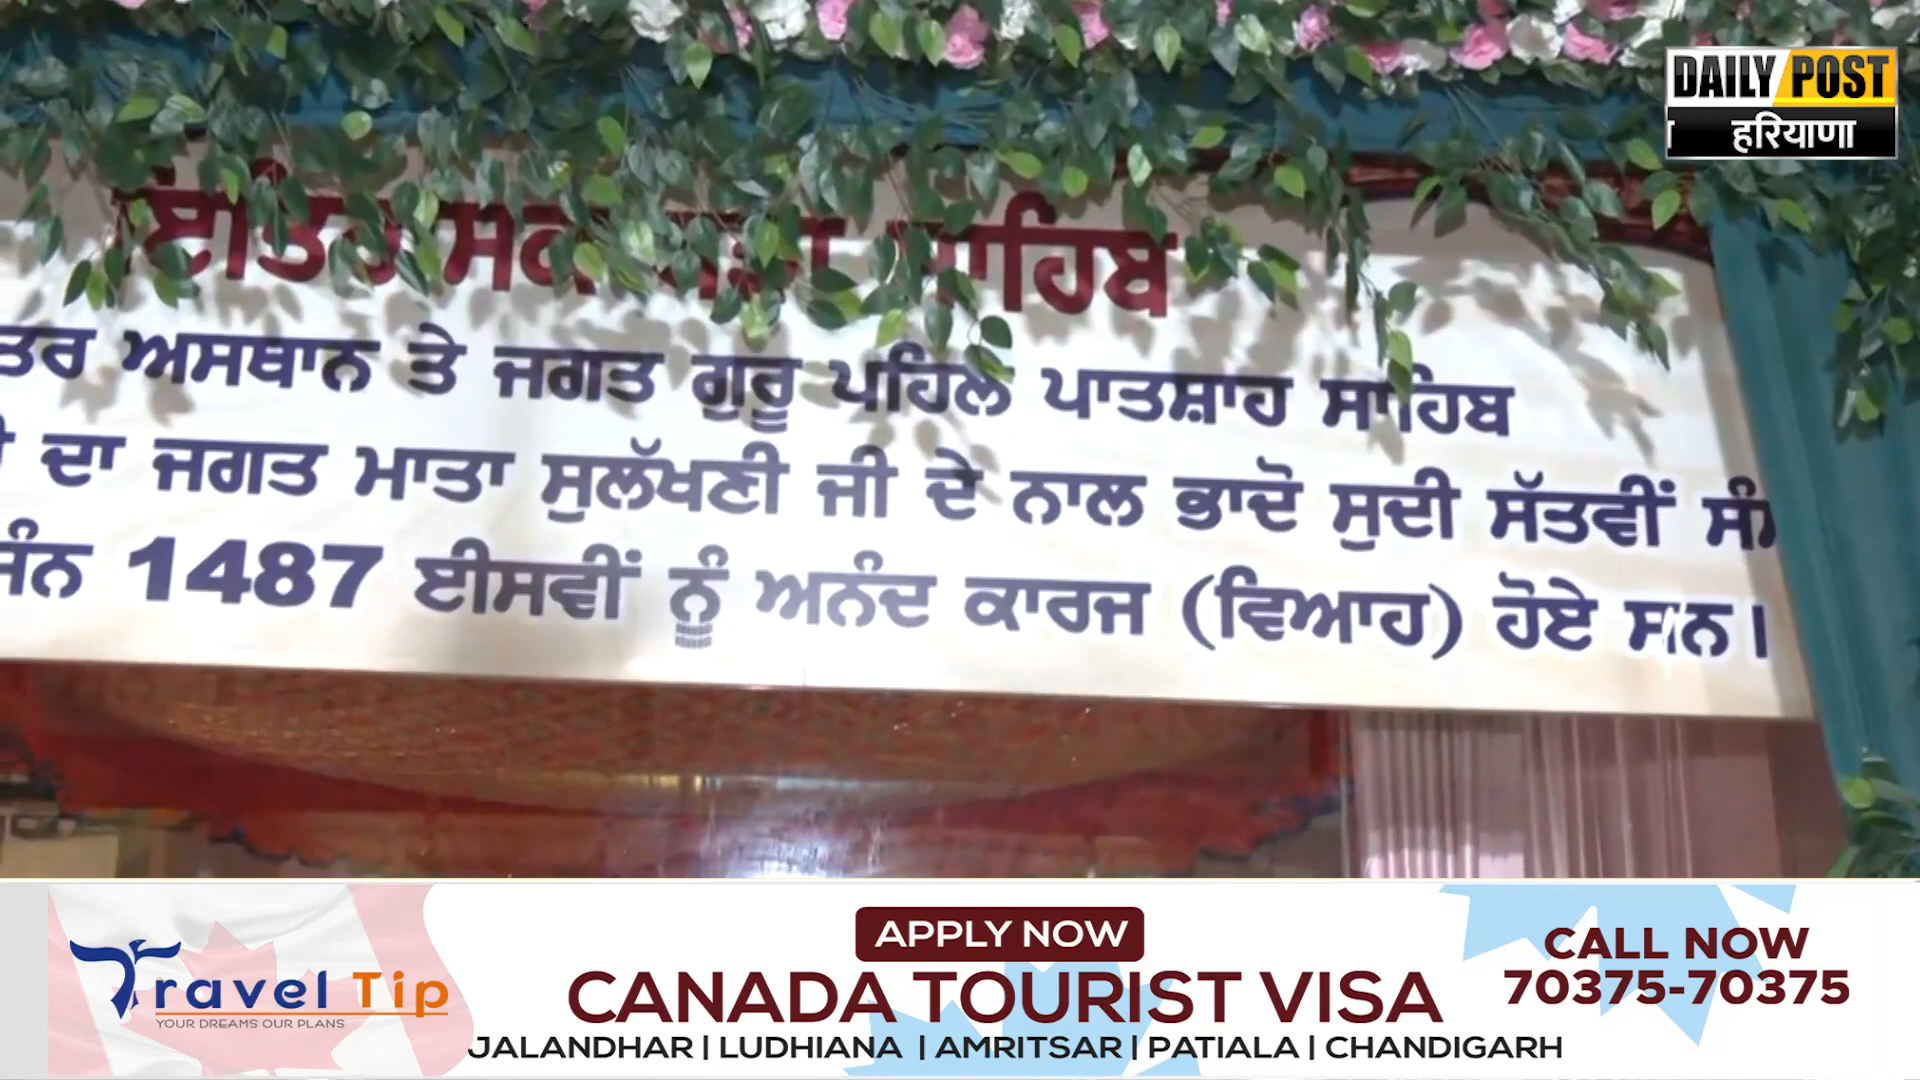 DAILY POST
हरियाणा
ਸਾਹਿਬ
ਅਸਥਾਨ ਤੇ ਜਗਤ ਗੁਰੂ ਪਹਿਲੇ ਪਾਤਸ਼ਾਹ ਸਾਹਿਬ
ਦਾ ਜਗਤ ਮਾਤਾ ਸੁਲੱਖਣੀ ਜੀ ਦੇ ਨਾਲ ਭਾਦੋ ਸੁਦੀ ਸੱਤਵੀਂ
ਸੰਨ 1487 ਈਸਵੀਂ ਨੂੰ ਅਨੰਦ ਕਾਰਜ (ਵਿਆਹ) ਹੋਏ ਸਨ।
Travel Tip
YOUR DREAMS OUR PLANS
APPLY NOW
CANADA TOURIST VISA
JALANDHAR | LUDHIANA | AMRITSAR | PATIALA | CHANDIGARH
CALL NOW
70375-70375